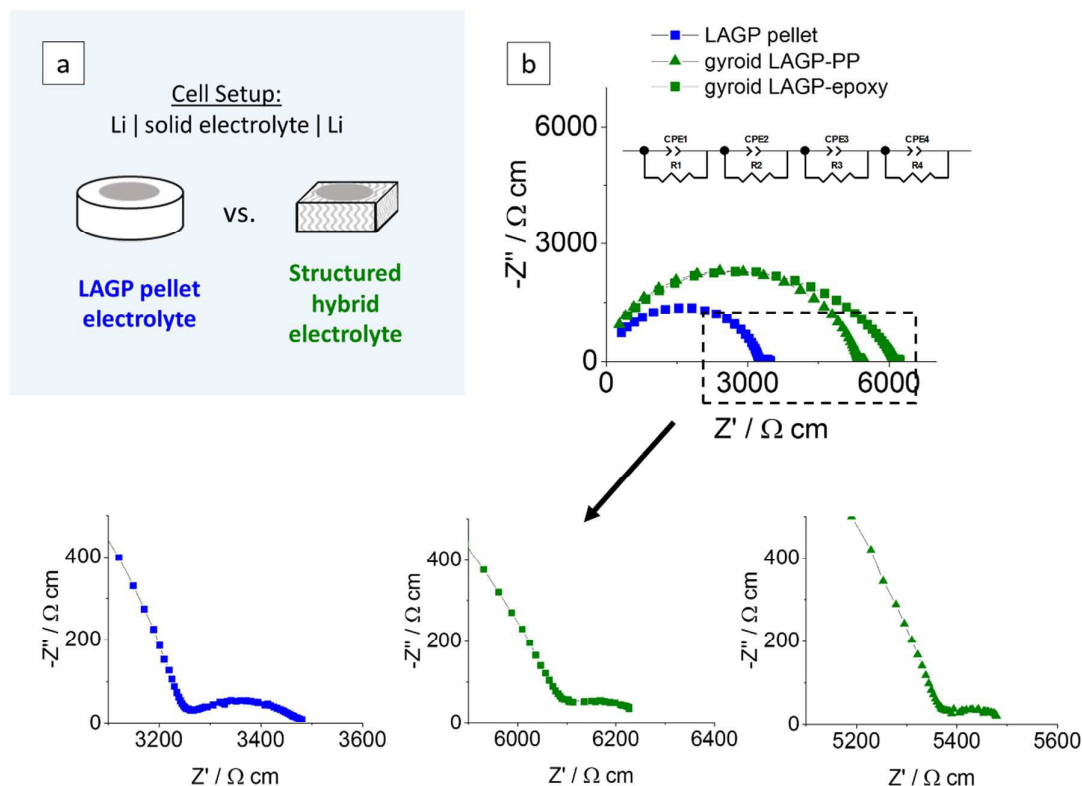 a
Cell Setup:
Li | solid electrolyte | Li
vs.
LAGP pellet
electrolyte
Structured
hybrid
electrolyte
b
LAGP pellet
gyroid LAGP-PP
gyroid LAGP-epoxy
CPE1 CPE2 CPE3 CPE4
R1 R2 R3 R4
-Z'' / Ω cm
6000
3000
0
0 3000 6000
Z' / Ω cm
-Z'' / Ω cm
400
200
0
3200 3400 3600
Z' / Ω cm
-Z'' / Ω cm
400
200
0
6000 6200 6400
Z' / Ω cm
-Z'' / Ω cm
400
200
0
5200 5400 5600
Z' / Ω cm